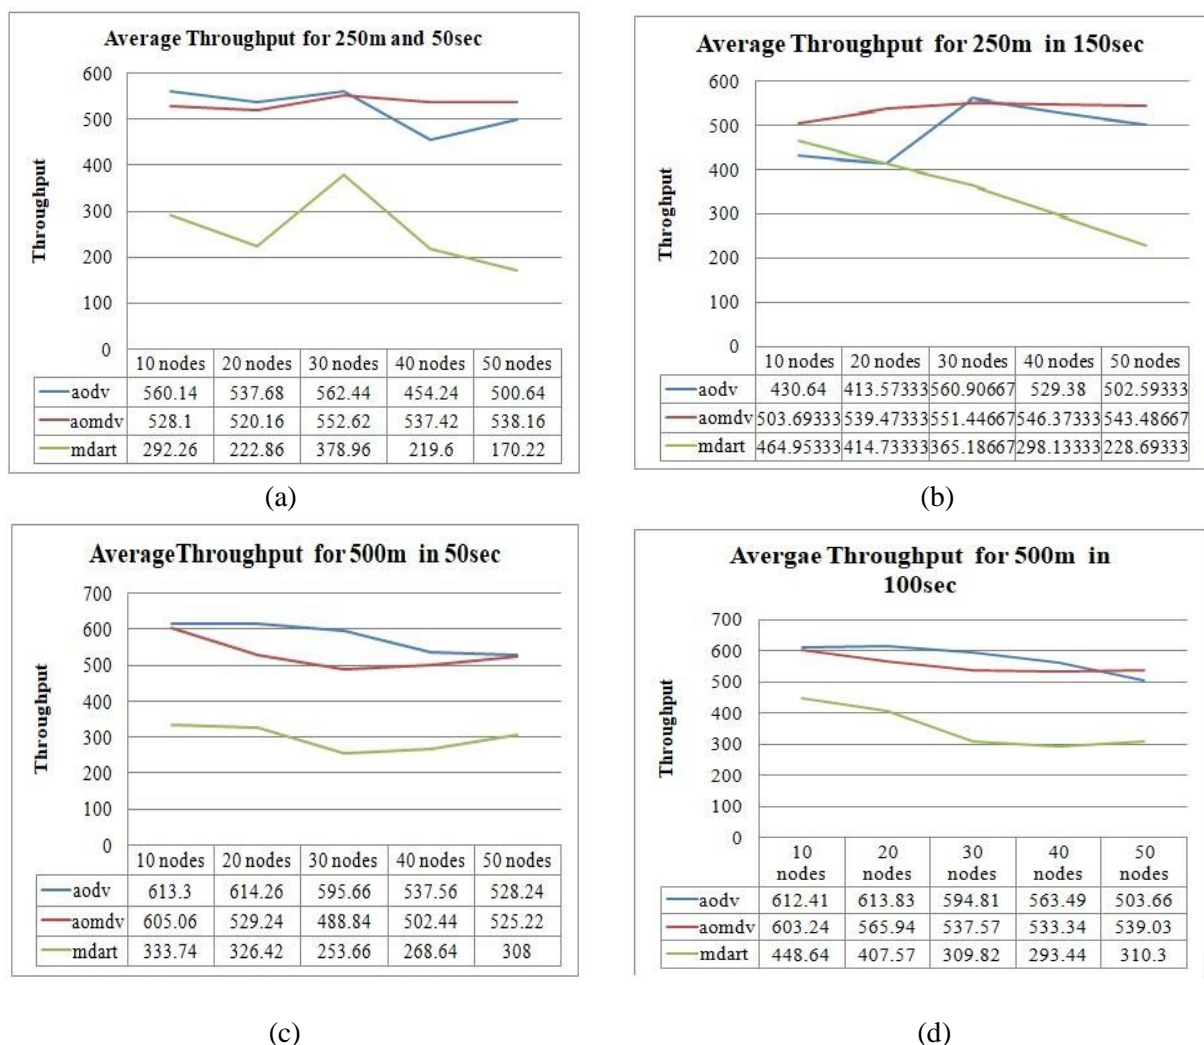 Average Throughput for 250m and 50sec
600
500
400
300
200
100
0
Throughput
10 nodes 20 nodes 30 nodes 40 nodes 50 nodes
aodv 560.14 537.68 562.44 454.24 500.64
aomdv 528.1 520.16 552.62 537.42 538.16
mdart 292.26 222.86 378.96 219.6 170.22
(a)
Average Throughput for 250m in 150sec
600
500
400
300
200
100
0
Throghput
10 nodes 20 nodes 30 nodes 40 nodes 50 nodes
aodv 430.64 413.57333 560.90667 529.38 502.59333
aomdv 503.69333 539.47333 551.44667 546.37333 543.48667
mdart 464.95333 414.73333 365.18667 298.13333 228.69333
(b)
AverageThroughput for 500m in 50sec
700
600
500
400
300
200
100
0
Throughput
10 nodes 20 nodes 30 nodes 40 nodes 50 nodes
aodv 613.3 614.26 595.66 537.56 528.24
aomdv 605.06 529.24 488.84 502.44 525.22
mdart 333.74 326.42 253.66 268.64 308
(c)
Avergae Throughput for 500m in
100sec
700
600
500
400
300
200
100
0
Throughput
10 20 30 40 50
nodes nodes nodes nodes nodes
aodv 612.41 613.83 594.81 563.49 503.66
aomdv 603.24 565.94 537.57 533.34 539.03
mdart 448.64 407.57 309.82 293.44 310.3
(d)